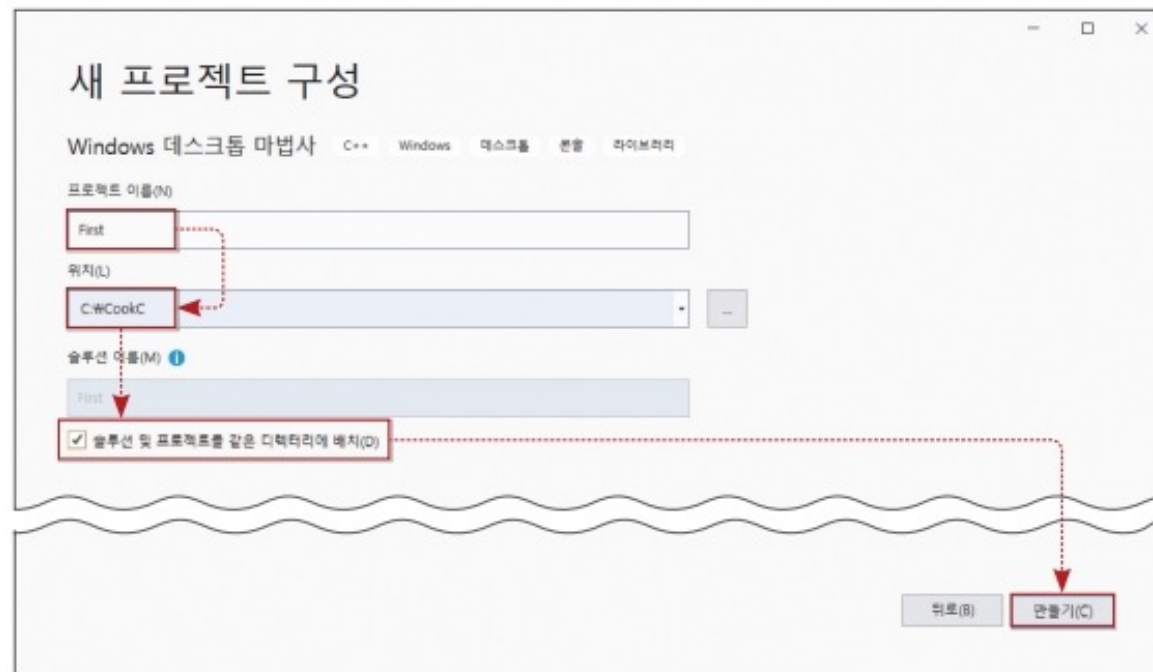 새 프로젝트 구성
Windows 데스크톱 마법사 C++ Windows 데스크톱 콘솔 라이브러리
프로젝트 이름(N)
First
위치(L)
C:₩CookC
...
솔루션 이름(M)
First
솔루션 및 프로젝트를 같은 디렉터리에 배치(D)
뒤로(B) 만들기(C)